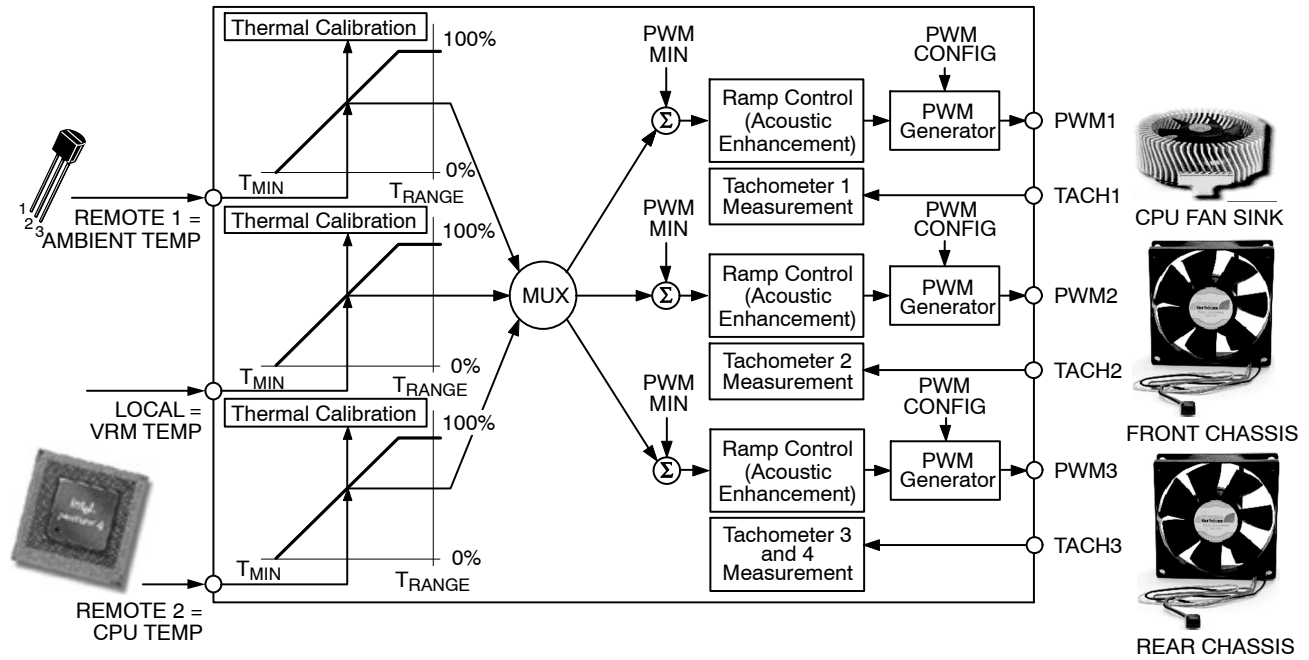 Thermal Calibration
100%
0%
T_MIN
T_RANGE
1
2
3
REMOTE 1 =
AMBIENT TEMP
Thermal Calibration
100%
0%
T_MIN
T_RANGE
LOCAL =
VRM TEMP
Thermal Calibration
100%
0%
T_MIN
T_RANGE
REMOTE 2 =
CPU TEMP
MUX
PWM
MIN
Σ
Ramp Control
(Acoustic
Enhancement)
PWM
CONFIG
PWM
Generator
PWM1
Tachometer 1
Measurement
TACH1
CPU FAN SINK
PWM
MIN
Σ
Ramp Control
(Acoustic
Enhancement)
PWM
CONFIG
PWM
Generator
PWM2
Tachometer 2
Measurement
TACH2
FRONT CHASSIS
PWM
MIN
Σ
Ramp Control
(Acoustic
Enhancement)
PWM
CONFIG
PWM
Generator
PWM3
Tachometer 3
and 4
Measurement
TACH3
REAR CHASSIS
intel
pentium 4